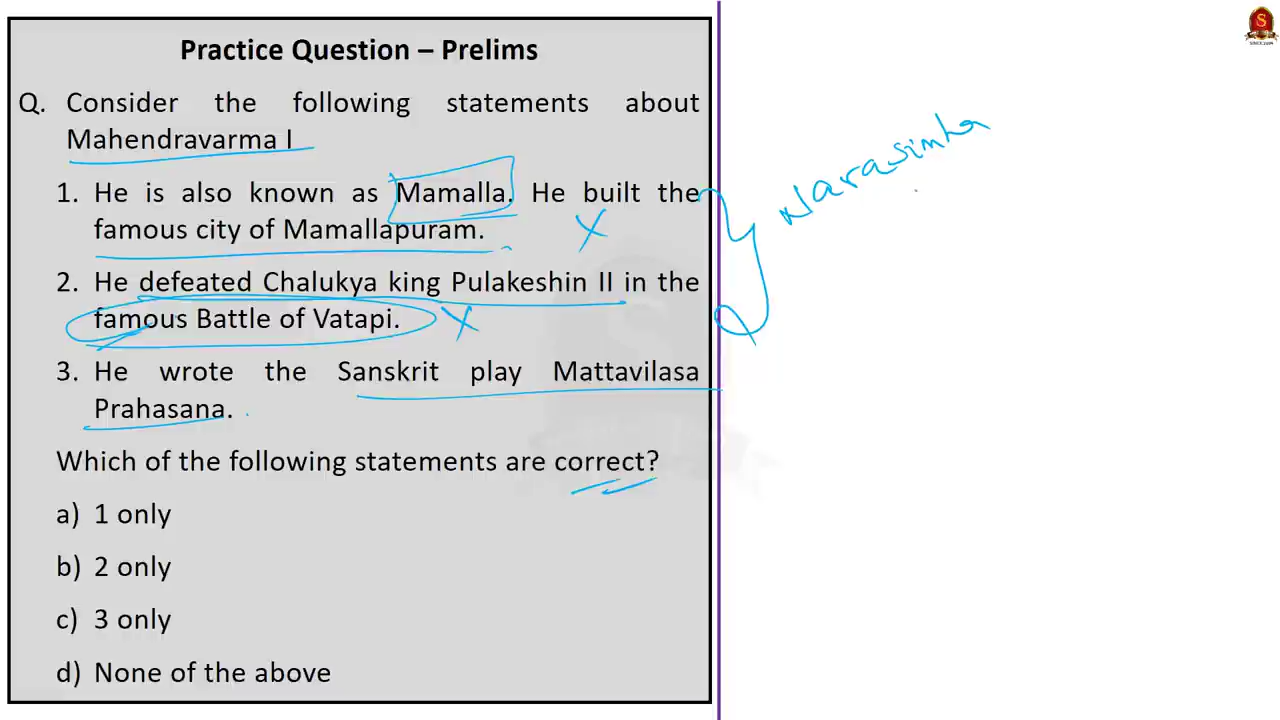 Practice Question – Prelims
Q. Consider the following statements about
Mahendravarma I
1. He is also known as Mamalla. He built the
famous city of Mamallapuram.
2. He defeated Chalukya king Pulakeshin II in the
famous Battle of Vatapi.
3. He wrote the Sanskrit play Mattavilasa
Prahasana.
Which of the following statements are correct?
a) 1 only
b) 2 only
c) 3 only
d) None of the above
Narasimha
S